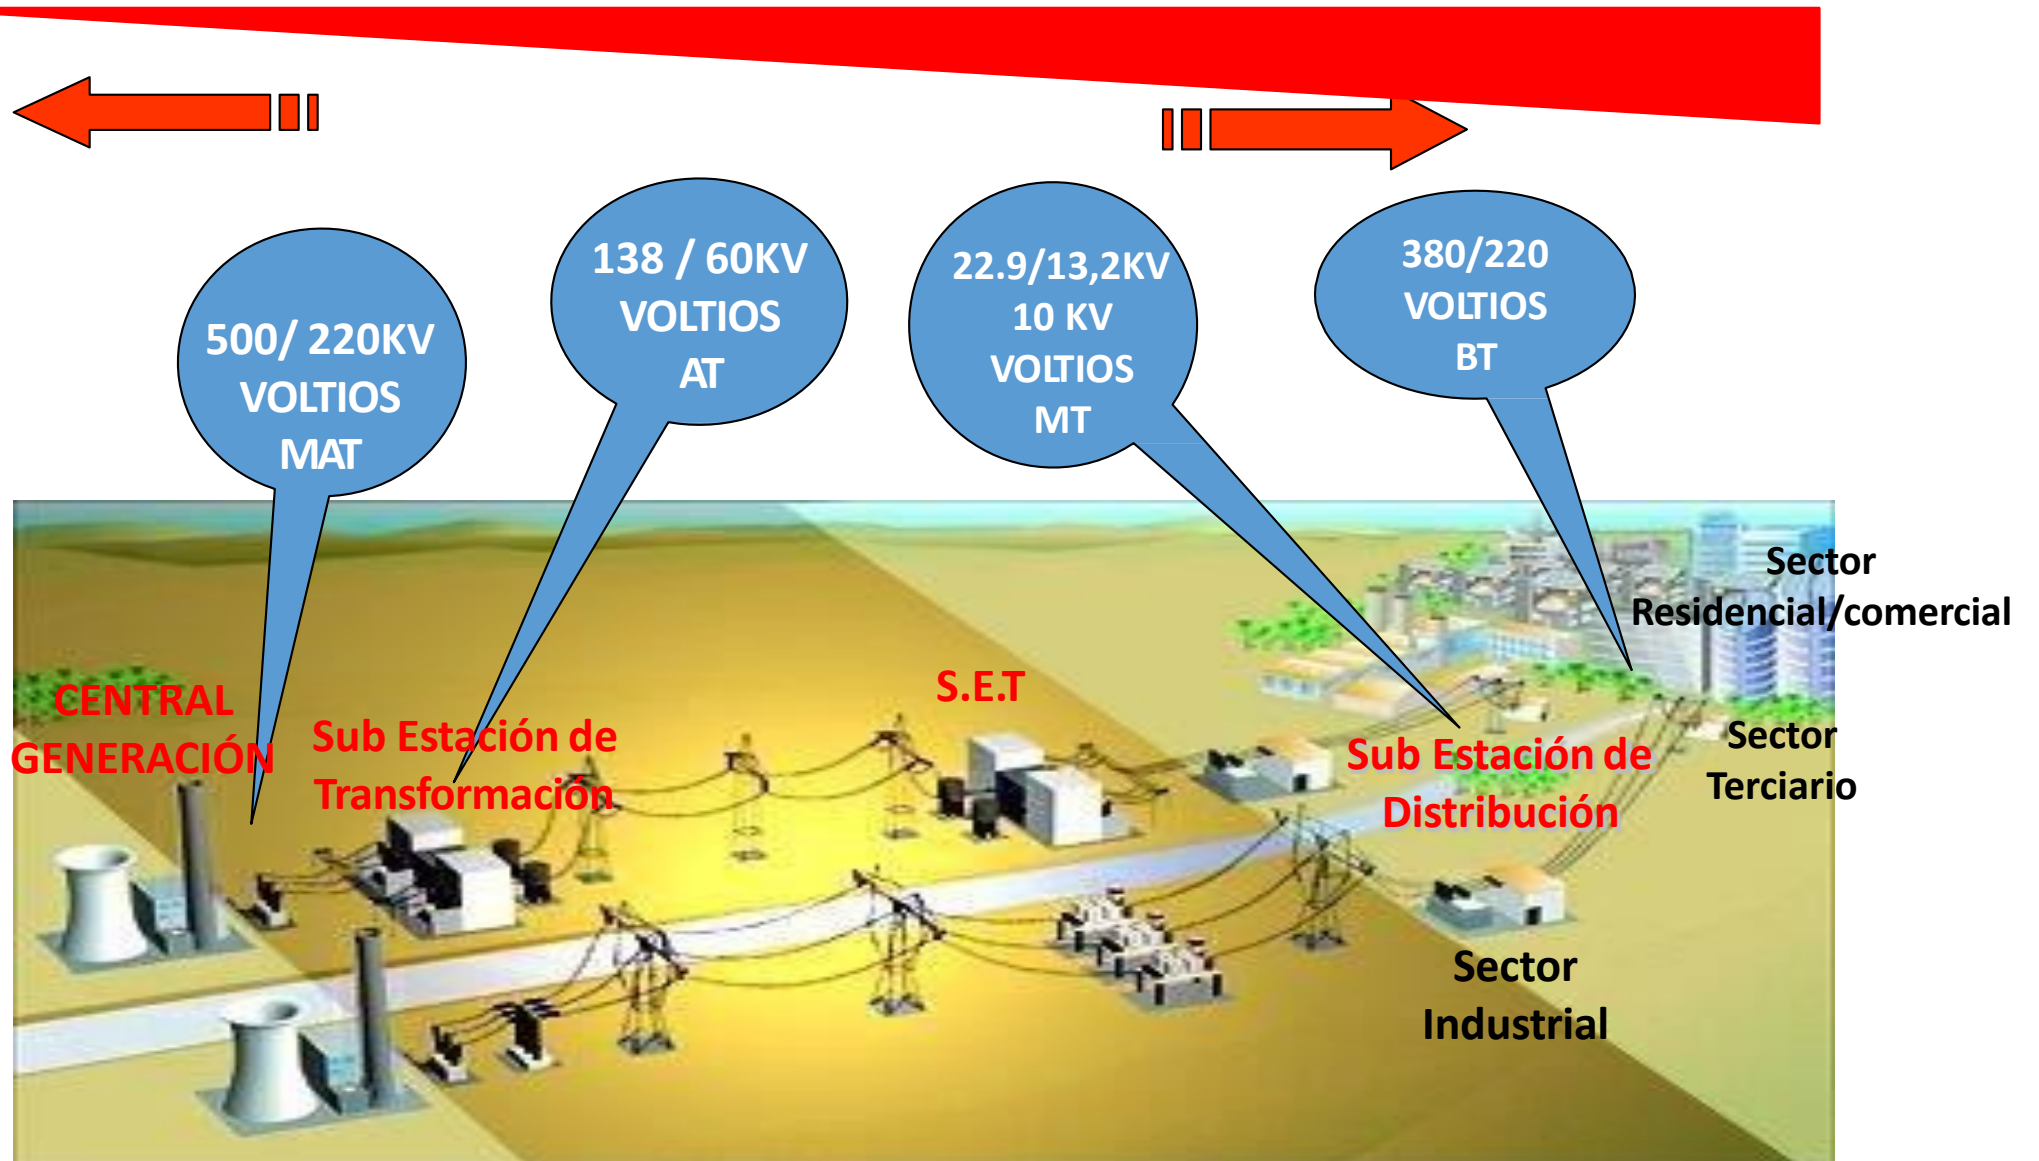 500/ 220KV
VOLTIOS
MAT
138 / 60KV
VOLTIOS
AT
22.9/13,2KV
10 KV
VOLTIOS
MT
380/220
VOLTIOS
BT
CENTRAL
GENERACIÓN
Sub Estación de
Transformación
S.E.T
Sub Estación de
Distribución
Sector
Residencial/comercial
Sector
Terciario
Sector
Industrial